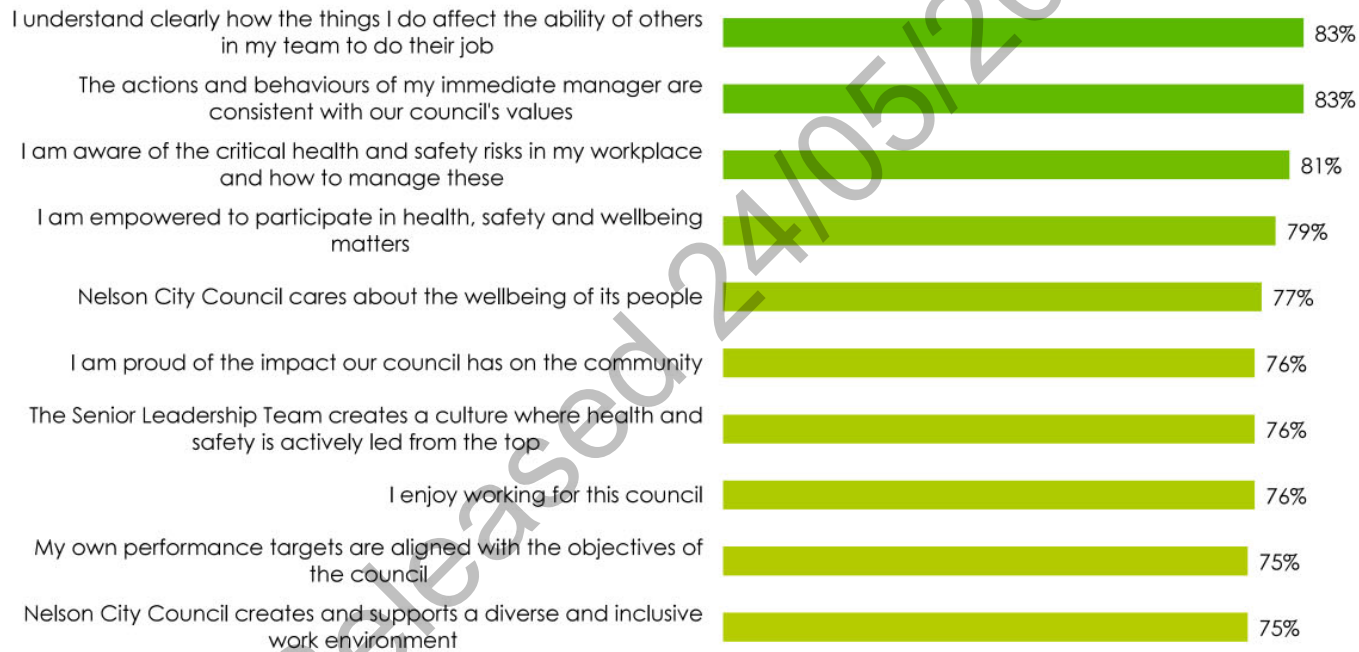 I understand clearly how the things I do affect the ability of others
in my team to do their job
83%
The actions and behaviours of my immediate manager are
consistent with our council's values
83%
I am aware of the critical health and safety risks in my workplace
and how to manage these
81%
I am empowered to participate in health, safety and wellbeing
matters
79%
Nelson City Council cares about the wellbeing of its people
77%
I am proud of the impact our council has on the community
76%
The Senior Leadership Team creates a culture where health and
safety is actively led from the top
76%
I enjoy working for this council
76%
My own performance targets are aligned with the objectives of
the council
75%
Nelson City Council creates and supports a diverse and inclusive
work environment
75%
eleased 24/05/20